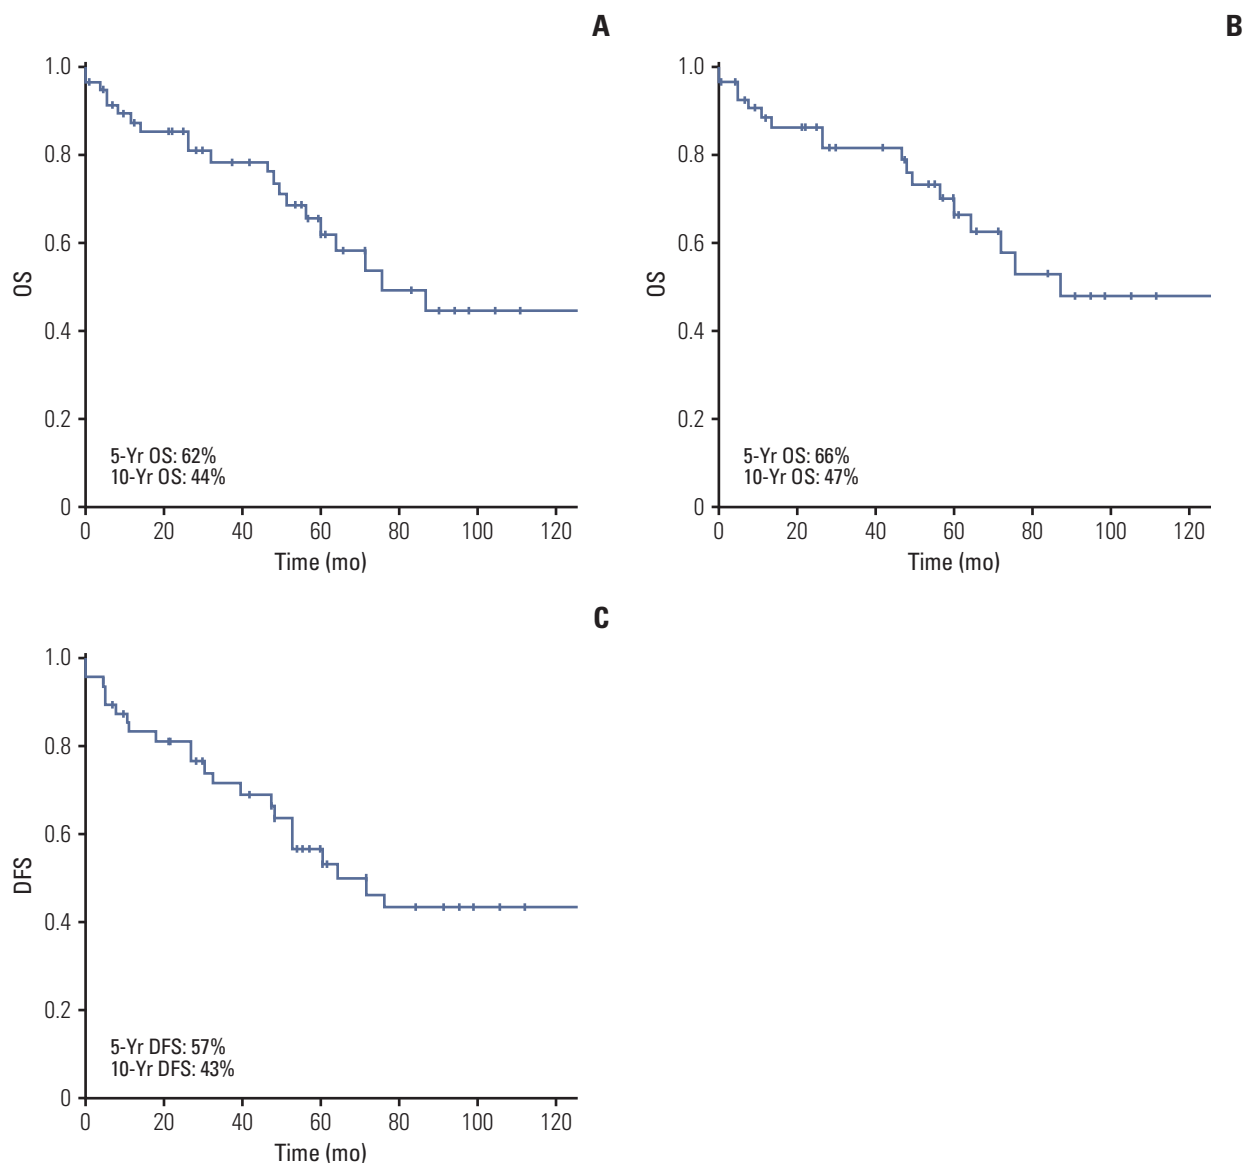 A
1.0
0.8
0.6
0.4
0.2
0
OS
5-Yr OS: 62%
10-Yr OS: 44%
0 20 40 60 80 100 120
Time (mo)
B
1.0
0.8
0.6
0.4
0.2
0
OS
5-Yr OS: 66%
10-Yr OS: 47%
0 20 40 60 80 100 120
Time (mo)
C
1.0
0.8
0.6
0.4
0.2
0
DFS
5-Yr DFS: 57%
10-Yr DFS: 43%
0 20 40 60 80 100 120
Time (mo)